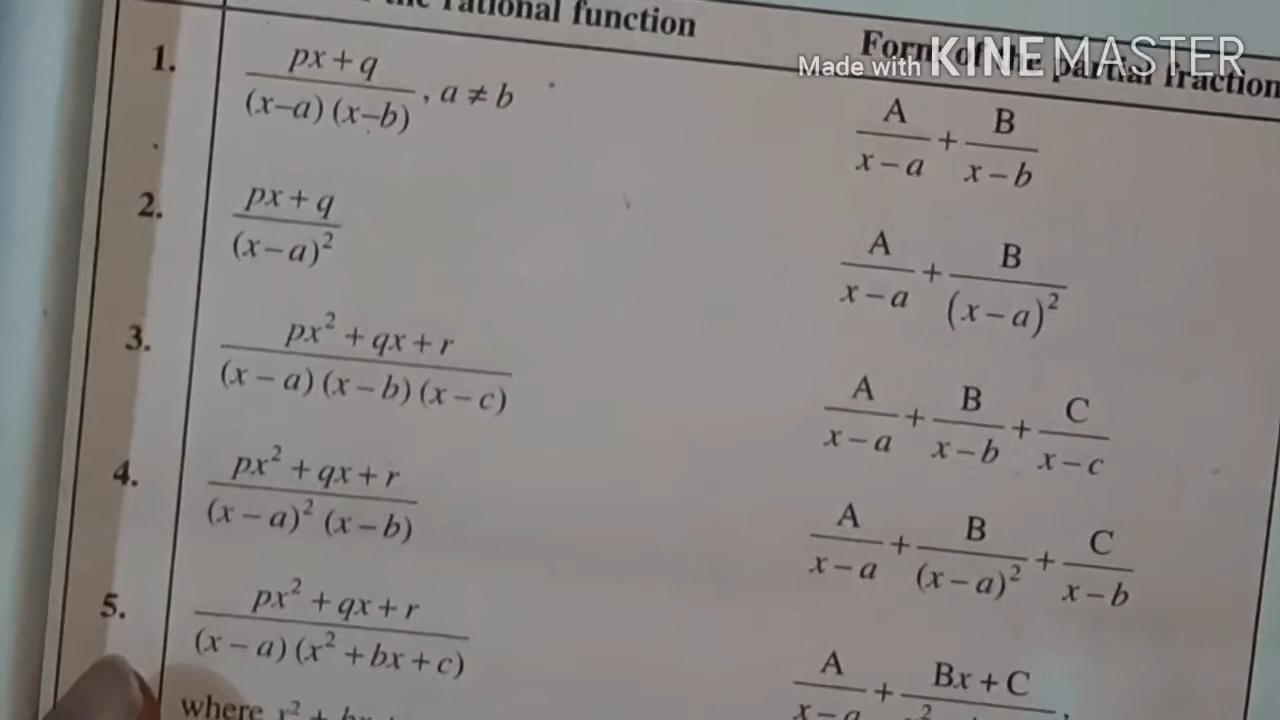 rational function Form of the partial fraction
Made with KINEMASTER
1. px + q / (x–a) (x–b) , a ≠ b A / x – a + B / x – b
2. px + q / (x – a)² A / x – a + B / (x – a)²
3. px² + qx + r / (x – a) (x – b) (x – c) A / x – a + B / x – b + C / x – c
4. px² + qx + r / (x – a)² (x – b) A / x – a + B / (x – a)² + C / x – b
5. px² + qx + r / (x – a) (x² + bx + c) A / x – a + Bx + C
where x² +